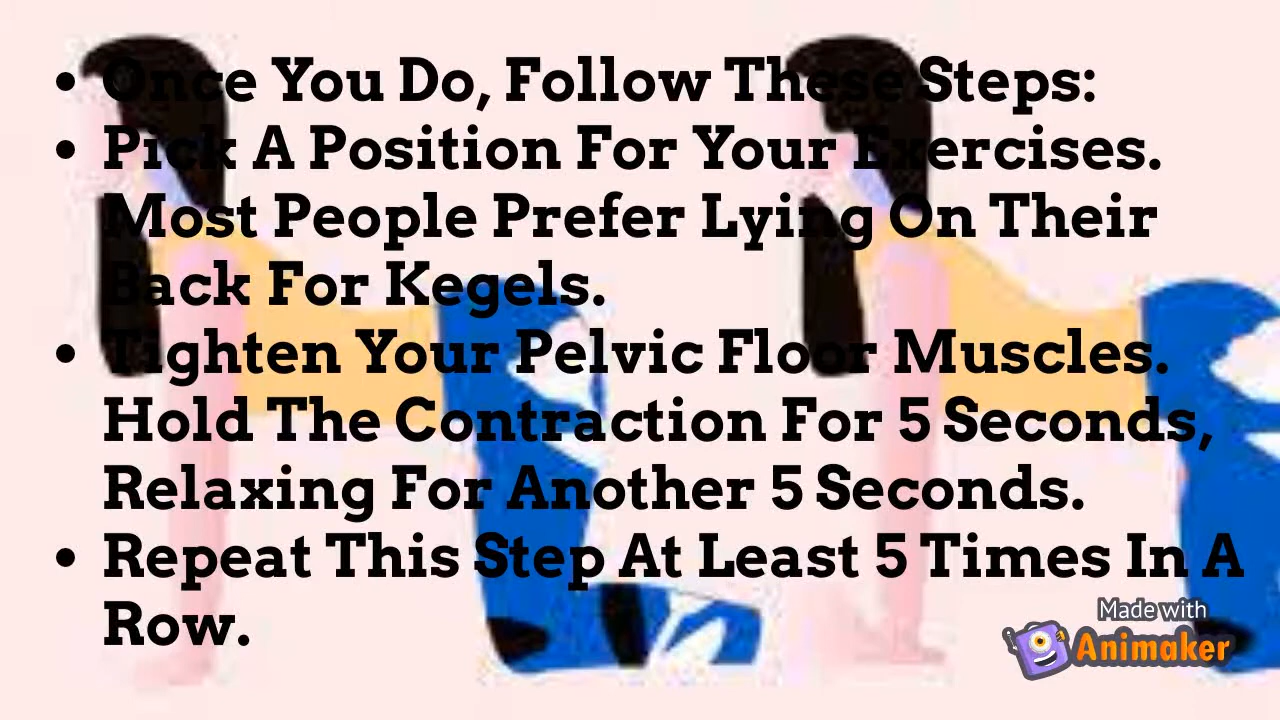 • Once You Do, Follow These Steps:
• Pick A Position For Your Exercises.
Most People Prefer Lying On Their
Back For Kegels.
• Tighten Your Pelvic Floor Muscles.
Hold The Contraction For 5 Seconds,
Relaxing For Another 5 Seconds.
• Repeat This Step At Least 5 Times In A
Row.
Made with
Animaker